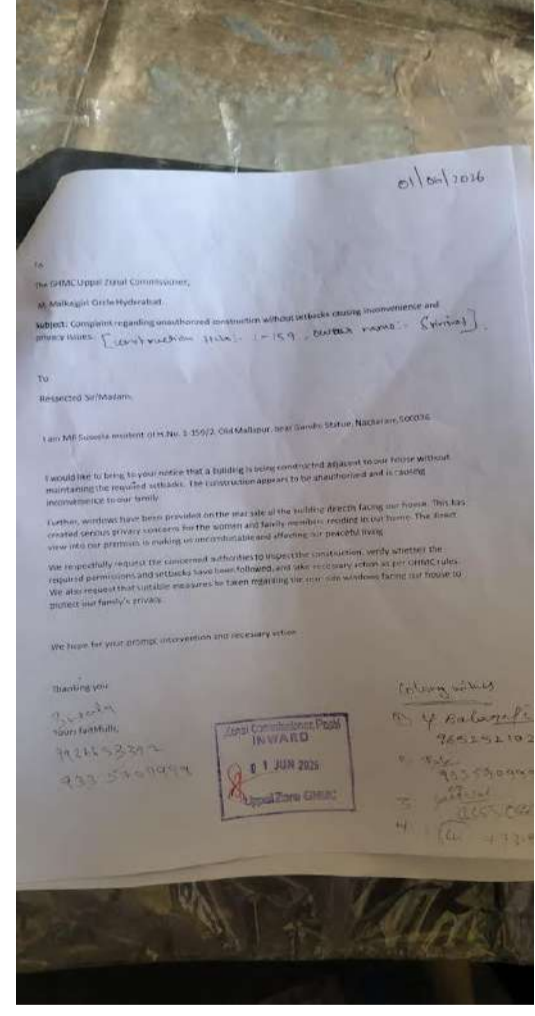 01/06/2026
To
The GHMC Uppal Zonal Commissioner,
M, Malkajgiri Circle Hyderabad.
Subject: Complaint regarding unauthorized construction without setbacks causing inconvenience and
privacy issues. [construction H.No:- 1-159, owner name:-
To
Respected Sir/Madam,
I am resident of H.No. 1-159/2, Old Mallapur, near Gandhi Statue, Nacharam, 500076
I would like to bring to your notice that a building is being constructed adjacent to our house without
maintaining the required setbacks. The construction appears to be unauthorized and is causing
inconvenience to our family.
Further, windows have been provided on the rear side of the building directly facing our house. This has
created serious privacy concerns for the women and family members residing in our home. The direct
view into our premises is making us uncomfortable and affecting our peaceful living
We respectfully request the concerned authorities to inspect the construction, verify whether the
required permissions and setbacks have been followed, and take necessary action as per GHMC rules.
We also request that suitable measures be taken regarding the rear side windows facing our house to
protect our family's privacy.
We hope for your prompt intervention and necessary action.
Thanking you
Yours faithfully,
Zonal Commissioner Peshi
INWARD
01 JUN 2026
Uppal Zone GHMC